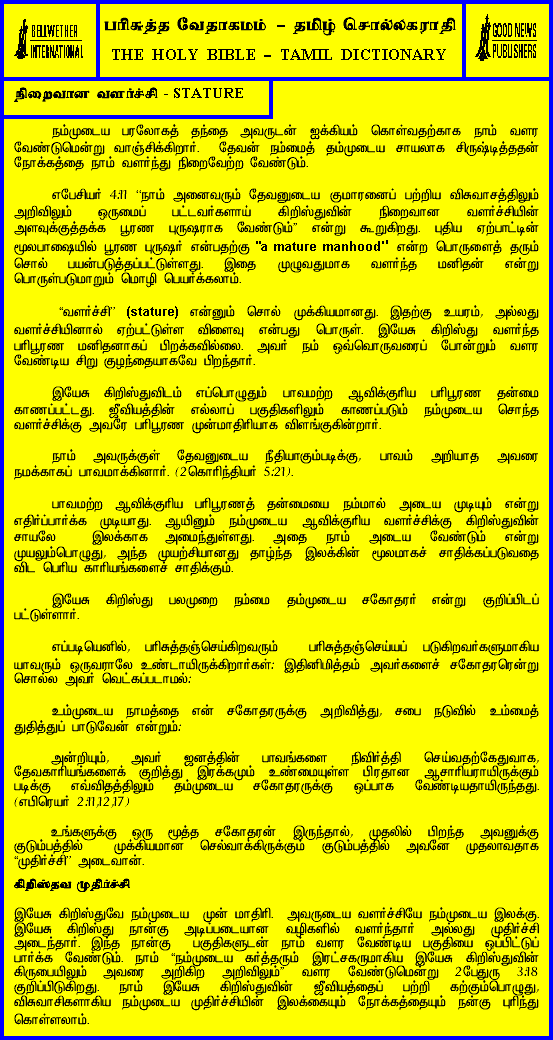 BELLWETHER
INTERNATIONAL
பரிசுத்த வேதாகமம் – தமிழ் சொல்லகராதி
THE HOLY BIBLE – TAMIL DICTIONARY
GOOD NEWS
PUBLISHERS
நிறைவான வளர்ச்சி - STATURE
நம்முடைய பரலோகத் தந்தை அவருடன் ஐக்கியம் கொள்வதற்காக நாம் வளர
வேண்டுமென்று வாஞ்சிக்கிறார். தேவன் நம்மைத் தம்முடைய சாயலாக சிருஷ்டித்ததன்
நோக்கத்தை நாம் வளர்ந்து நிறைவேற்ற வேண்டும்.
எபேசியர் 4:11 “நாம் அனைவரும் தேவனுடைய குமாரனைப் பற்றிய விசுவாசத்திலும்
அறிவிலும் ஒருமைப் பட்டவர்களாய் கிறிஸ்துவின் நிறைவான வளர்ச்சியின்
அளவுக்குத்தக்க பூரண புருஷராக வேண்டும்” என்று கூறுகிறது. புதிய ஏற்பாட்டின்
மூலபாஷையில் பூரண புருஷர் என்பதற்கு "a mature manhood" என்ற பொருளைத் தரும்
சொல் பயன்படுத்தப்பட்டுள்ளது. இதை முழுவதுமாக வளர்ந்த மனிதன் என்று
பொருள்படுமாறும் மொழி பெயர்க்கலாம்.
“வளர்ச்சி” (stature) என்னும் சொல் முக்கியமானது. இதற்கு உயரம், அல்லது
வளர்ச்சியினால் ஏற்பட்டுள்ள விளைவு என்பது பொருள். இயேசு கிறிஸ்து வளர்ந்த
பரிபூரண மனிதனாகப் பிறக்கவில்லை. அவர் நம் ஒவ்வொருவரைப் போன்றும் வளர
வேண்டிய சிறு குழந்தையாகவே பிறந்தார்.
இயேசு கிறிஸ்துவிடம் எப்பொழுதும் பாவமற்ற ஆவிக்குரிய பரிபூரண தன்மை
காணப்பட்டது. ஜீவியத்தின் எல்லாப் பகுதிகளிலும் காணப்படும் நம்முடைய சொந்த
வளர்ச்சிக்கு அவரே பரிபூரண முன்மாதிரியாக விளங்குகின்றார்.
நாம் அவருக்குள் தேவனுடைய நீதியாகும்படிக்கு, பாவம் அறியாத அவரை
நமக்காகப் பாவமாக்கினார். (2கொரிந்தியர் 5:21).
பாவமற்ற ஆவிக்குரிய பரிபூரணத் தன்மையை நம்மால் அடைய முடியும் என்று
எதிர்ப்பார்க்க முடியாது. ஆயினும் நம்முடைய ஆவிக்குரிய வளர்ச்சிக்கு கிறிஸ்துவின்
சாயலே இலக்காக அமைந்துள்ளது. அதை நாம் அடைய வேண்டும் என்று
முயலும்பொழுது, அந்த முயற்சியானது தாழ்ந்த இலக்கின் மூலமாகச் சாதிக்கப்படுவதை
விட பெரிய காரியங்களைச் சாதிக்கும்.
இயேசு கிறிஸ்து பலமுறை நம்மை தம்முடைய சகோதரர் என்று குறிப்பிடப்
பட்டுள்ளார்.
எப்படியெனில், பரிசுத்தஞ்செய்கிறவரும் பரிசுத்தஞ்செய்யப் படுகிறவர்களுமாகிய
யாவரும் ஒருவராலே உண்டாயிருக்கிறார்கள்; இதினிமித்தம் அவர்களைச் சகோதரரென்று
சொல்ல அவர் வெட்கப்படாமல்:
உம்முடைய நாமத்தை என் சகோதரருக்கு அறிவித்து, சபை நடுவில் உம்மைத்
துதித்துப் பாடுவேன் என்றும்;
அன்றியும், அவர் ஜனத்தின் பாவங்களை நிவிர்த்தி செய்வதற்கேதுவாக,
தேவகாரியங்களைக் குறித்து இரக்கமும் உண்மையுள்ள பிரதான ஆசாரியராயிருக்கும்
படிக்கு எவ்விதத்திலும் தம்முடைய சகோதரருக்கு ஒப்பாக வேண்டியதாயிருந்தது.
(எபிரெயர் 2:11,12,17)
உங்களுக்கு ஒரு மூத்த சகோதரன் இருந்தால், முதலில் பிறந்த அவனுக்கு
குடும்பத்தில் முக்கியமான செல்வாக்கிருக்கும் குடும்பத்தில் அவனே முதலாவதாக
“முதிர்ச்சி” அடைவான்.
கிறிஸ்தவ முதிர்ச்சி
இயேசு கிறிஸ்துவே நம்முடைய முன் மாதிரி. அவருடைய வளர்ச்சியே நம்முடைய இலக்கு.
இயேசு கிறிஸ்து நான்கு அடிப்படையான வழிகளில் வளர்ந்தார் அல்லது முதிர்ச்சி
அடைந்தார். இந்த நான்கு பகுதிகளுடன் நாம் வளர வேண்டிய பகுதியை ஒப்பிட்டுப்
பார்க்க வேண்டும். நாம் “நம்முடைய கர்த்தரும் இரட்சகருமாகிய இயேசு கிறிஸ்துவின்
கிருபையிலும் அவரை அறிகிற அறிவிலும்” வளர வேண்டுமென்று 2பேதுரு 3:18
குறிப்பிடுகிறது. நாம் இயேசு கிறிஸ்துவின் ஜீவியத்தைப் பற்றி கற்கும்பொழுது,
விசுவாசிகளாகிய நம்முடைய முதிர்ச்சியின் இலக்கையும் நோக்கத்தையும் நன்கு புரிந்து
கொள்ளலாம்.